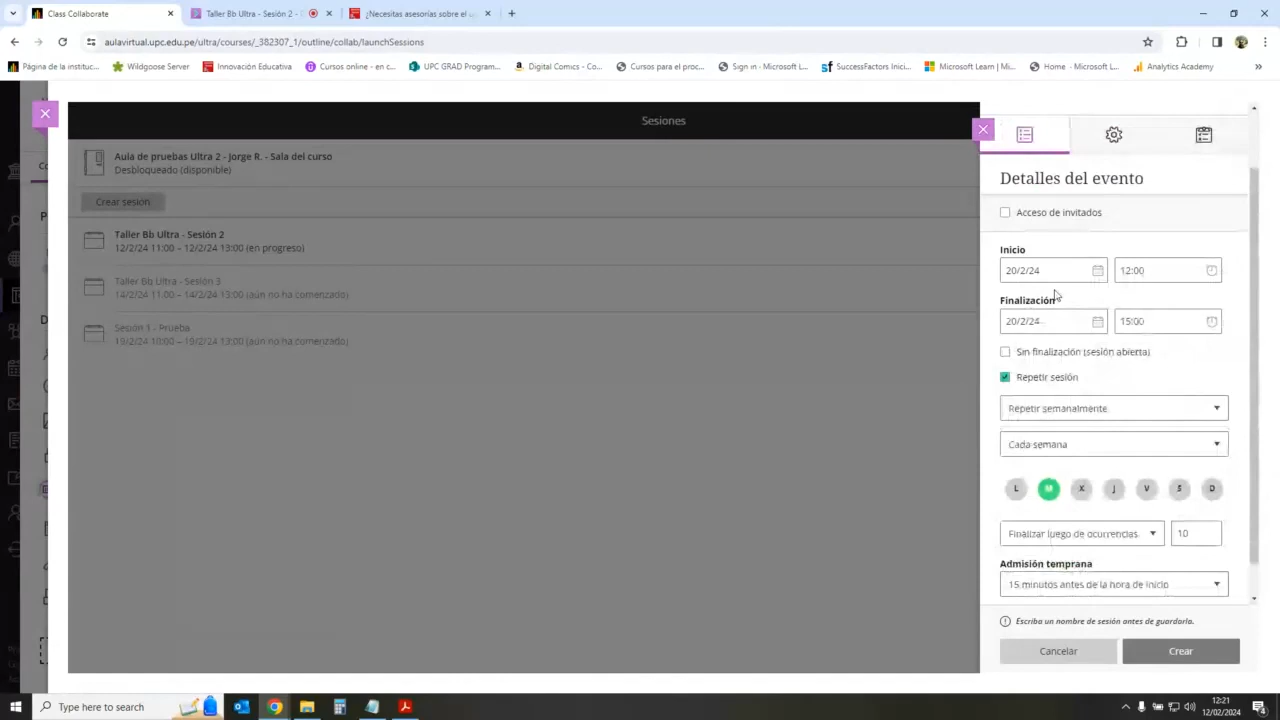 Class Collaborate
Taller Bb Ultra - Sesión 2 -
¿Necesitas asesorías sobre el u
aulavirtual.upc.edu.pe/ultra/courses/_382307_1/outline/collab/launchSessions
Página de la instituc...
Wildgoose Server
Innovación Educativa
Cursos online - en c...
UPC GRAD Program...
Digital Comics - Co...
Cursos para el proc...
Sign in - Microsoft L...
SuccessFactors Inici...
Microsoft Learn | Mi...
Home - Microsoft L...
Analytics Academy
Sesiones
Aula de pruebas Ultra 2 - Jorge R. - Sala del curso
Desbloqueado (disponible)
Crear sesión
Taller Bb Ultra - Sesión 2
12/2/24 11:00 – 12/2/24 13:00 (en progreso)
Taller Bb Ultra - Sesión 3
14/2/24 11:00 – 14/2/24 13:00 (aún no ha comenzado)
Sesión 1 - Prueba
19/2/24 10:00 – 19/2/24 13:00 (aún no ha comenzado)
Detalles del evento
Acceso de invitados
Inicio
20/2/24
12:00
Finalización
20/2/24
15:00
Sin finalización (sesión abierta)
Repetir sesión
Repetir semanalmente
Cada semana
L M X J V S D
Finalizar luego de ocurrencias
10
Admisión temprana
15 minutos antes de la hora de inicio
Escriba un nombre de sesión antes de guardarla.
Cancelar
Crear
Type here to search
12:21
12/02/2024